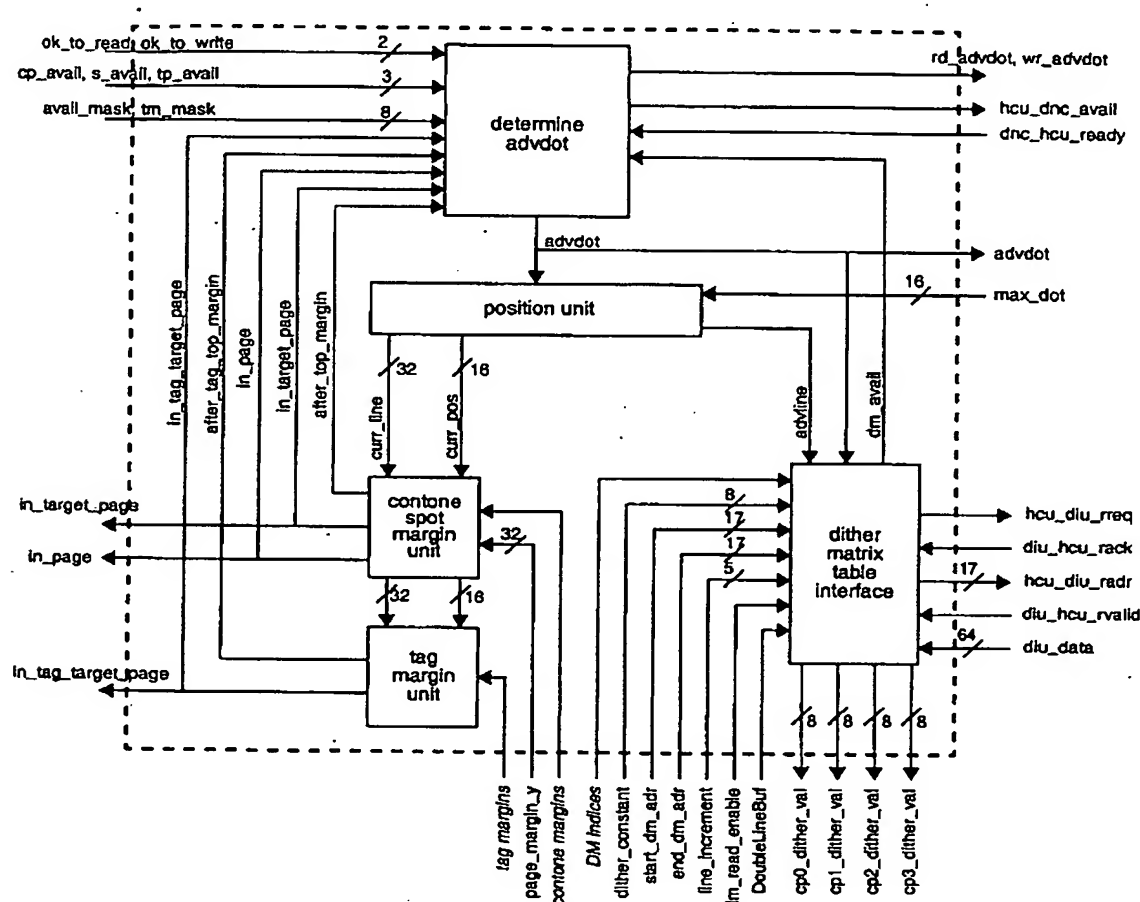 ok_to_read, ok_to_write
2
rd_advdot, wr_advdot
cp_avail, s_avail, tp_avail
3
hcu_dnc_avail
avail_mask, tm_mask
8
determine
advdot
dnc_hcu_ready
advdot
advdot
position unit
16
max_dot
in_tag_target_page
after_tag_top_margin
in_page
in_target_page
after_top_margin
32
16
curr_line
curr_pos
advline
dm_avail
in_target_page
in_page
contone
spot
margin
unit
32
8
17
17
5
dither
matrix
table
interface
hcu_diu_rreq
diu_hcu_rack
17
hcu_diu_radr
diu_hcu_rvalid
64
diu_data
32
16
in_tag_target_page
tag
margin
unit
8
8
8
8
tag margins
page_margin_y
contone margins
DM indices
dither_constant
start_dm_adr
end_dm_adr
line_increment
dm_read_enable
DoubleLineBuf
cp0_dither_val
cp1_dither_val
cp2_dither_val
cp3_dither_val